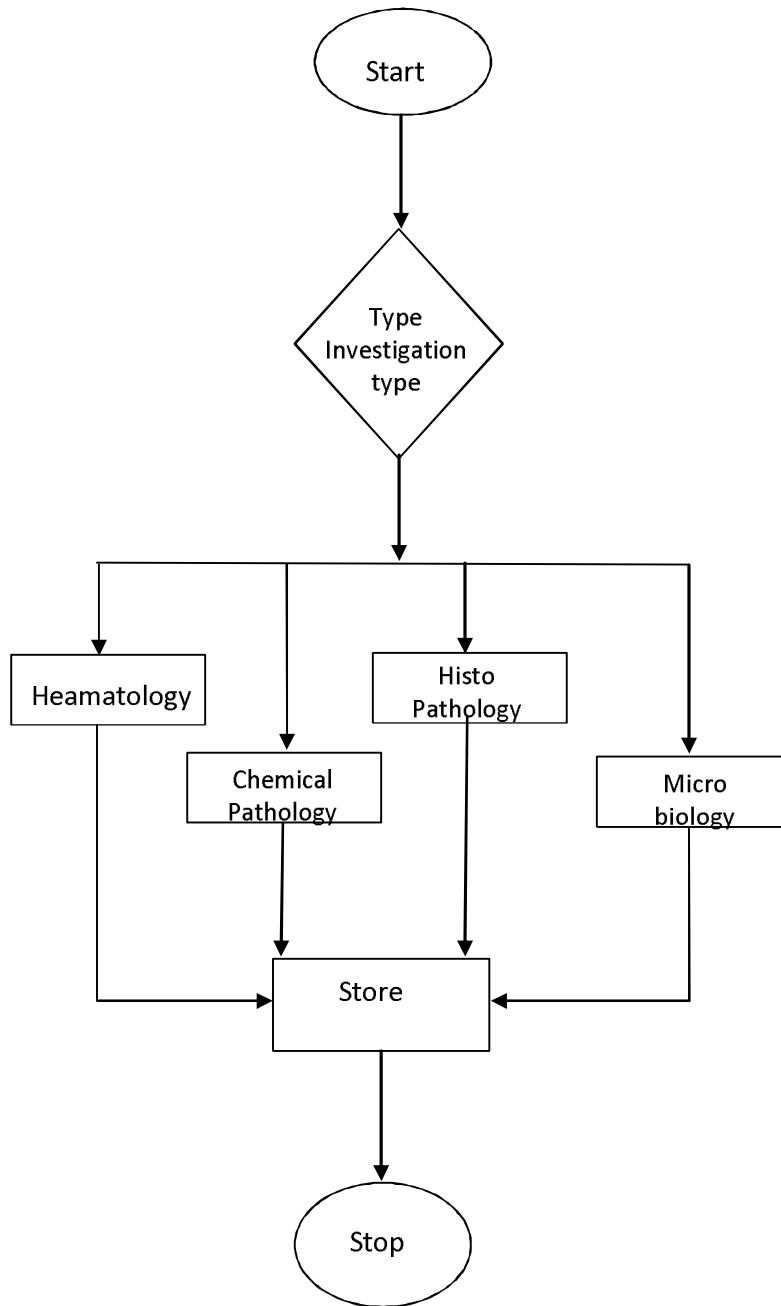 Start
Type
Investigation
type
Heamatology
Histo
Pathology
Chemical
Pathology
Micro
biology
Store
Stop